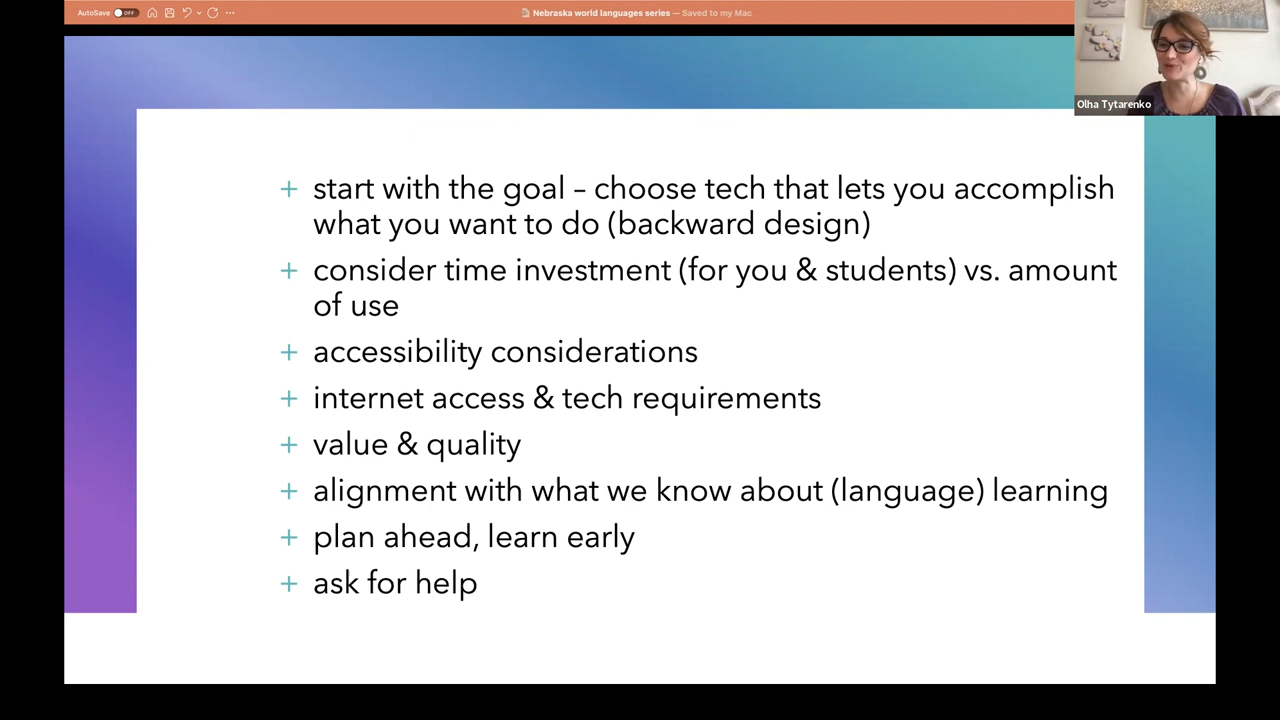 AutoSave OFF
Nebraska world languages series — Saved to my Mac
Olha Tytarenko
+ start with the goal – choose tech that lets you accomplish
what you want to do (backward design)
+ consider time investment (for you & students) vs. amount
of use
+ accessibility considerations
+ internet access & tech requirements
+ value & quality
+ alignment with what we know about (language) learning
+ plan ahead, learn early
+ ask for help